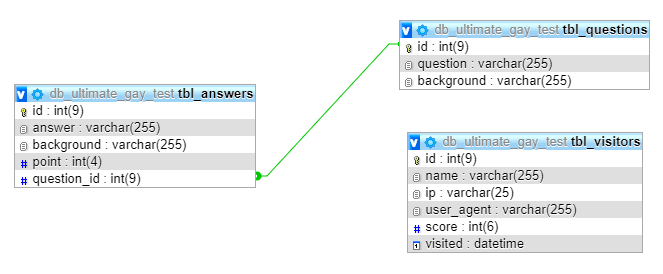 db_ultimate_gay_test tbl_questions
id : int(9)
question : varchar(255)
background : varchar(255)
db_ultimate_gay_test tbl_answers
id : int(9)
answer : varchar(255)
background : varchar(255)
point : int(4)
question_id : int(9)
db_ultimate_gay_test tbl_visitors
id : int(9)
name : varchar(255)
ip : varchar(25)
user_agent : varchar(255)
score : int(6)
visited : datetime